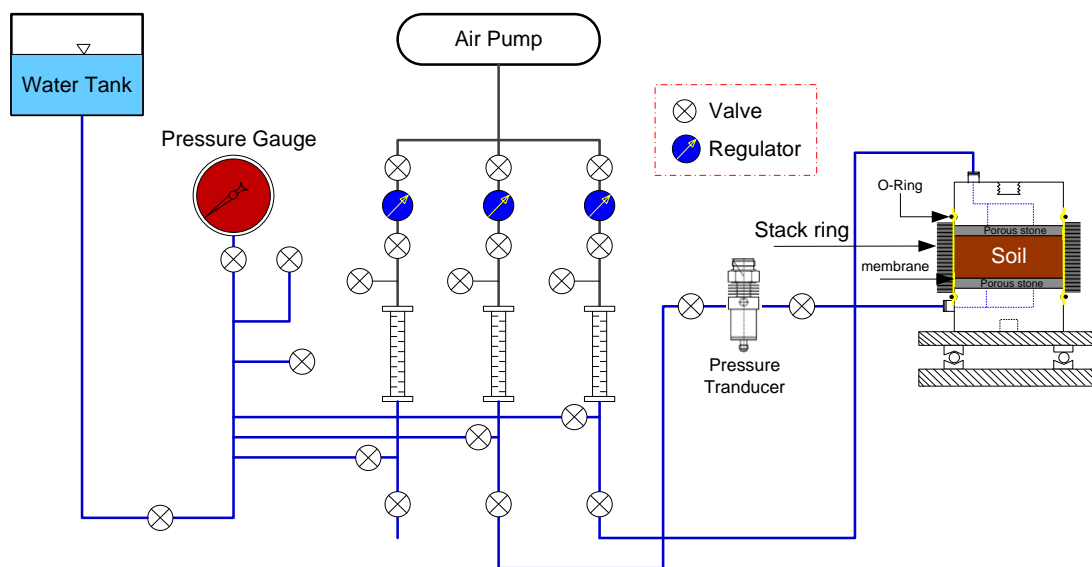 Air Pump
Water Tank
Valve
Pressure Gauge
Regulator
O-Ring
Stack ring
Porous stone
Soil
membrane
Porous stone
Pressure
Tranducer